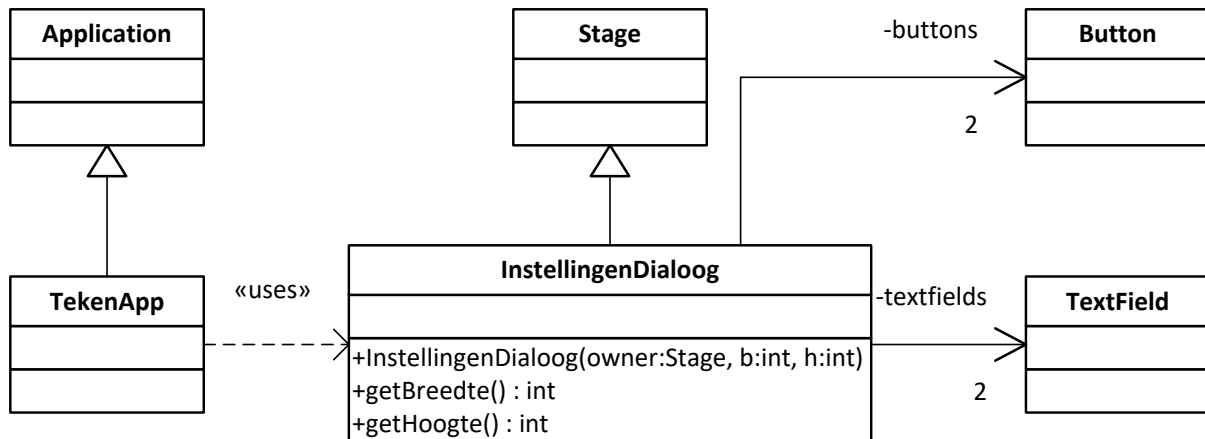 Application
Stage
-buttons
Button
2
TekenApp
«uses»
InstellingenDialoog
+InstellingenDialoog(owner:Stage, b:int, h:int)
+getBreedte() : int
+getHoogte() : int
-textfields
TextField
2